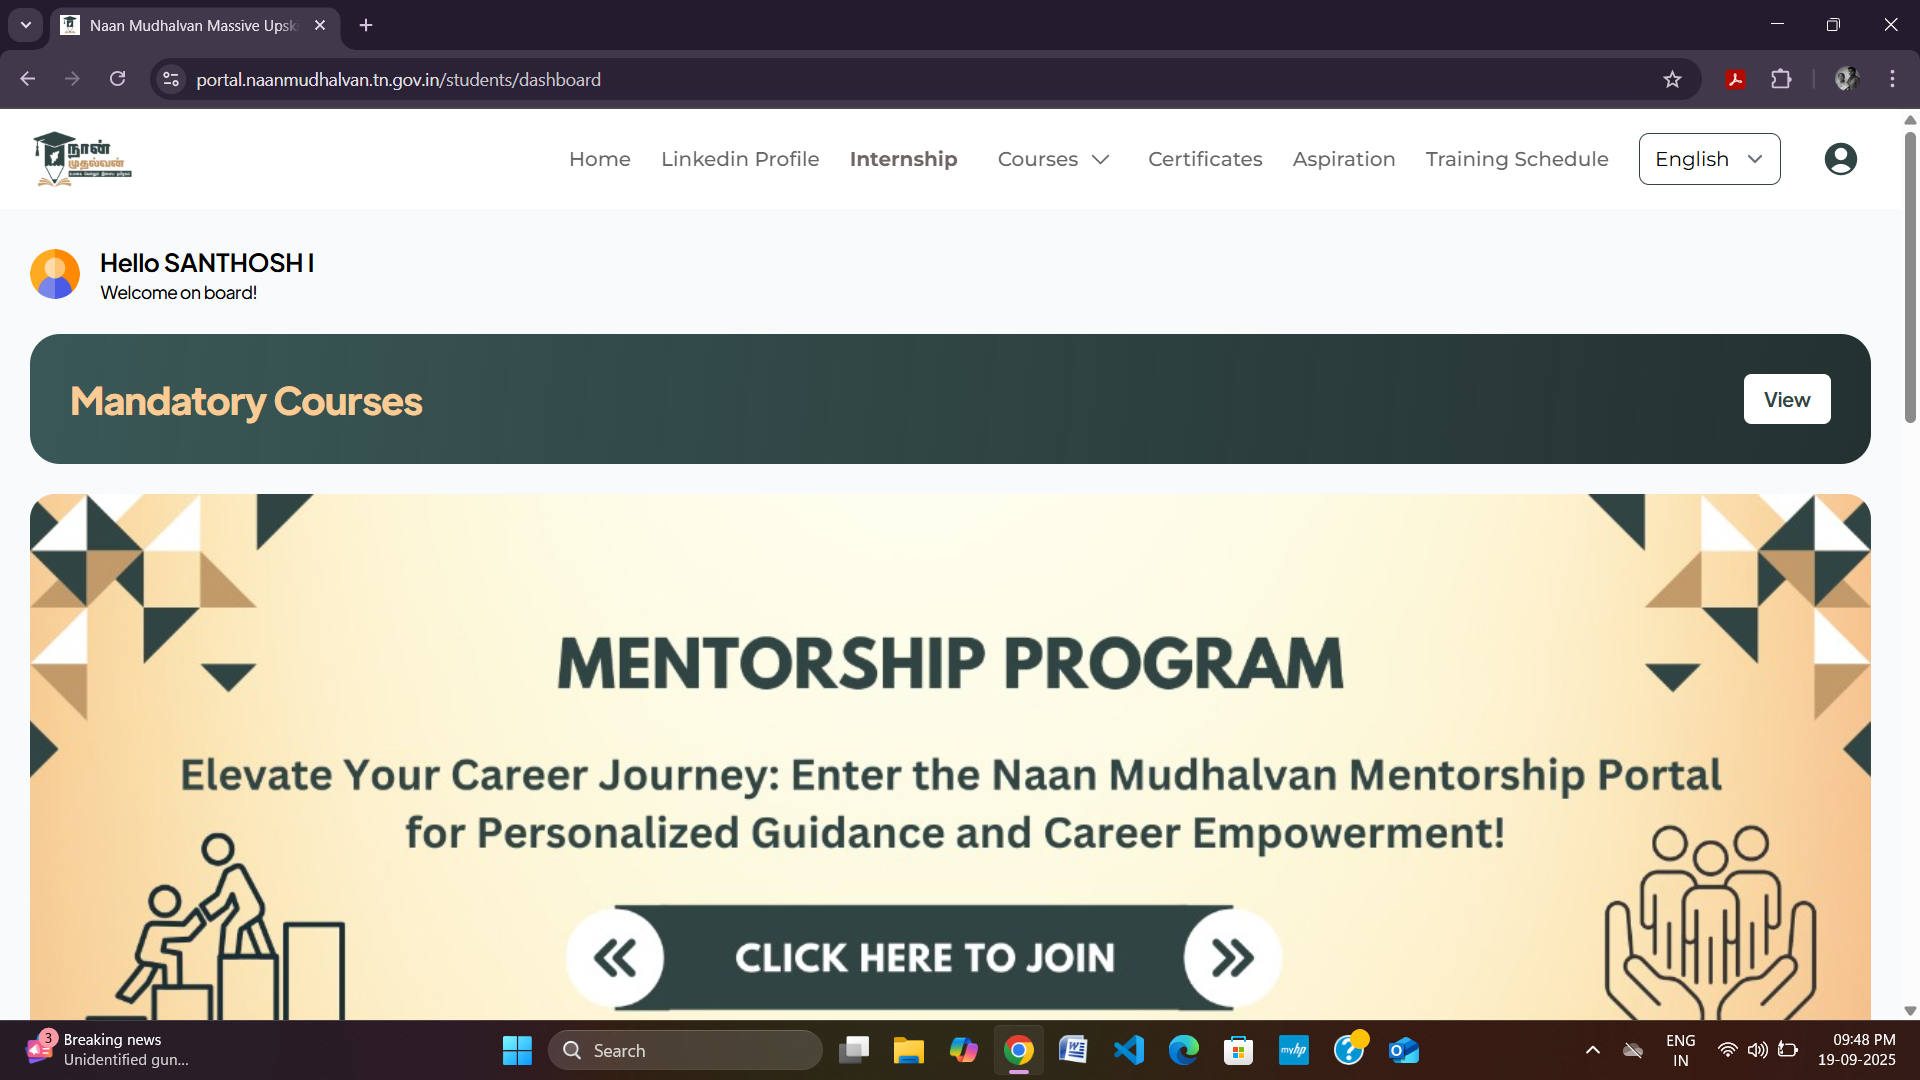 Naan Mudhalvan Massive Upsk
portal.naanmudhalvan.tn.gov.in/students/dashboard
நான்
முதல்வன்
Home Linkedin Profile Internship Courses Certificates Aspiration Training Schedule English
Hello SANTHOSH I
Welcome on board!
Mandatory Courses
View
MENTORSHIP PROGRAM
Elevate Your Career Journey: Enter the Naan Mudhalvan Mentorship Portal
for Personalized Guidance and Career Empowerment!
CLICK HERE TO JOIN
3
Breaking news
Unidentified gun...
Search
myhp
ENG
IN
09:48 PM
19-09-2025